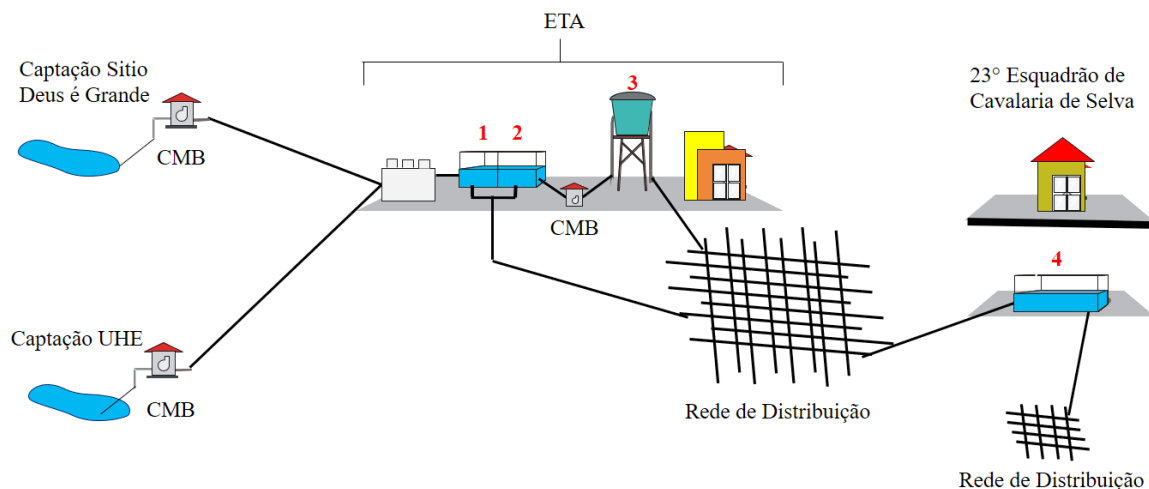 ETA
Captação Sitio
Deus é Grande
CMB
1 2
3
CMB
23° Esquadrão de
Cavalaria de Selva
4
Captação UHE
CMB
Rede de Distribuição
Rede de Distribuição